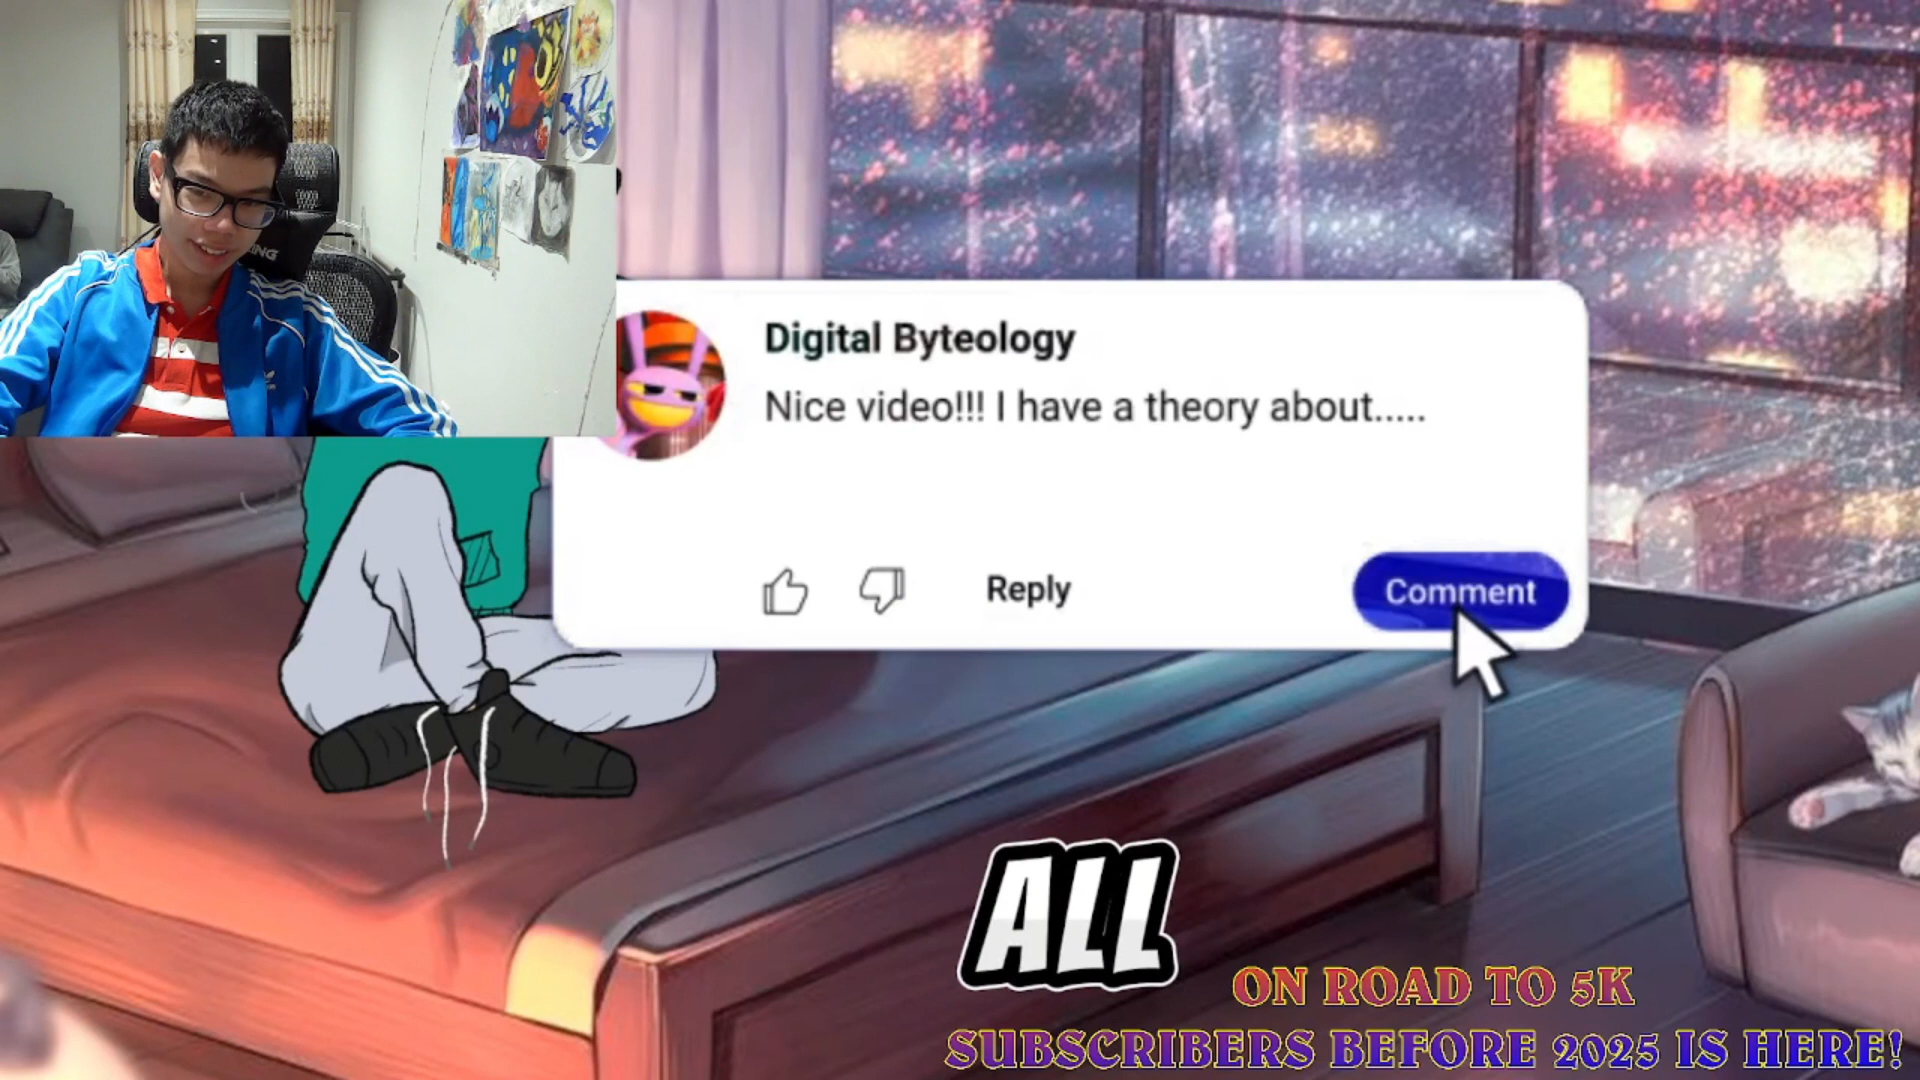 ING
Digital Byteology
Nice video!!! I have a theory about.....
Reply
Comment
ALL
ON ROAD TO 5K
SUBSCRIBERS BEFORE 2025 IS HERE!